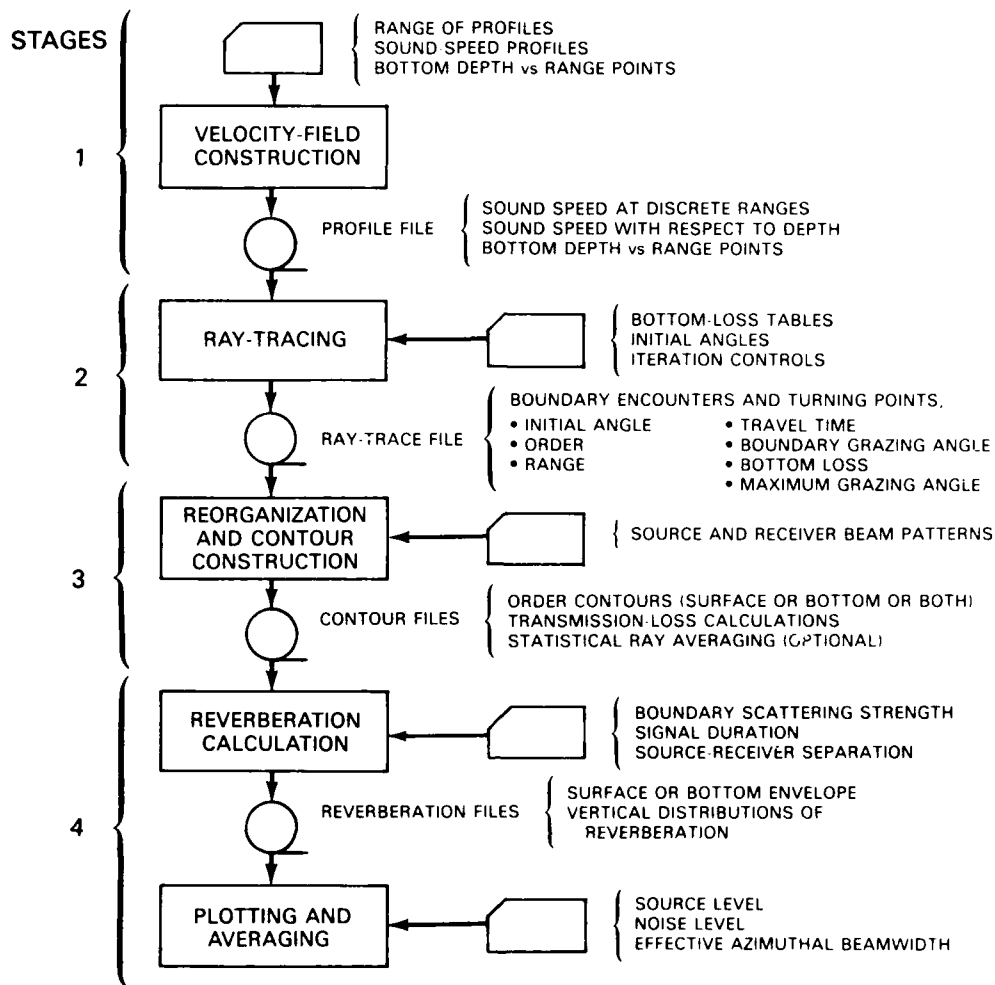 STAGES
RANGE OF PROFILES
SOUND-SPEED PROFILES
BOTTOM DEPTH vs RANGE POINTS
1
VELOCITY-FIELD
CONSTRUCTION
PROFILE FILE
SOUND SPEED AT DISCRETE RANGES
SOUND SPEED WITH RESPECT TO DEPTH
BOTTOM DEPTH vs RANGE POINTS
2
RAY-TRACING
BOTTOM-LOSS TABLES
INITIAL ANGLES
ITERATION CONTROLS
RAY-TRACE FILE
BOUNDARY ENCOUNTERS AND TURNING POINTS,
• INITIAL ANGLE
• ORDER
• RANGE
• TRAVEL TIME
• BOUNDARY GRAZING ANGLE
• BOTTOM LOSS
• MAXIMUM GRAZING ANGLE
3
REORGANIZATION
AND CONTOUR
CONSTRUCTION
SOURCE AND RECEIVER BEAM PATTERNS
CONTOUR FILES
ORDER CONTOURS (SURFACE OR BOTTOM OR BOTH)
TRANSMISSION-LOSS CALCULATIONS
STATISTICAL RAY AVERAGING (OPTIONAL)
4
REVERBERATION
CALCULATION
BOUNDARY SCATTERING STRENGTH
SIGNAL DURATION
SOURCE-RECEIVER SEPARATION
REVERBERATION FILES
SURFACE OR BOTTOM ENVELOPE
VERTICAL DISTRIBUTIONS OF
REVERBERATION
PLOTTING AND
AVERAGING
SOURCE LEVEL
NOISE LEVEL
EFFECTIVE AZIMUTHAL BEAMWIDTH